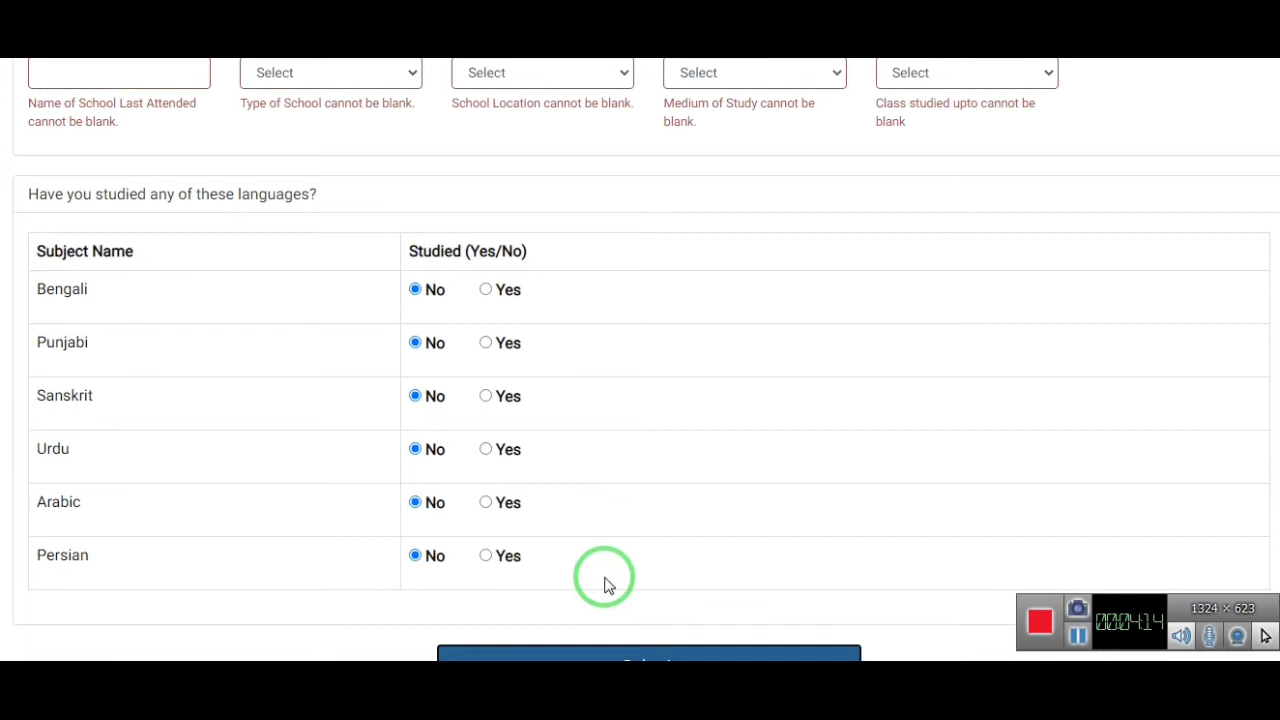 Select Select Select Select
Name of School Last Attended Type of School cannot be blank. School Location cannot be blank. Medium of Study cannot be Class studied upto cannot be
cannot be blank. blank. blank
Have you studied any of these languages?
Subject Name Studied (Yes/No)
Bengali No Yes
Punjabi No Yes
Sanskrit No Yes
Urdu No Yes
Arabic No Yes
Persian No Yes
1324 × 623
00:04:14